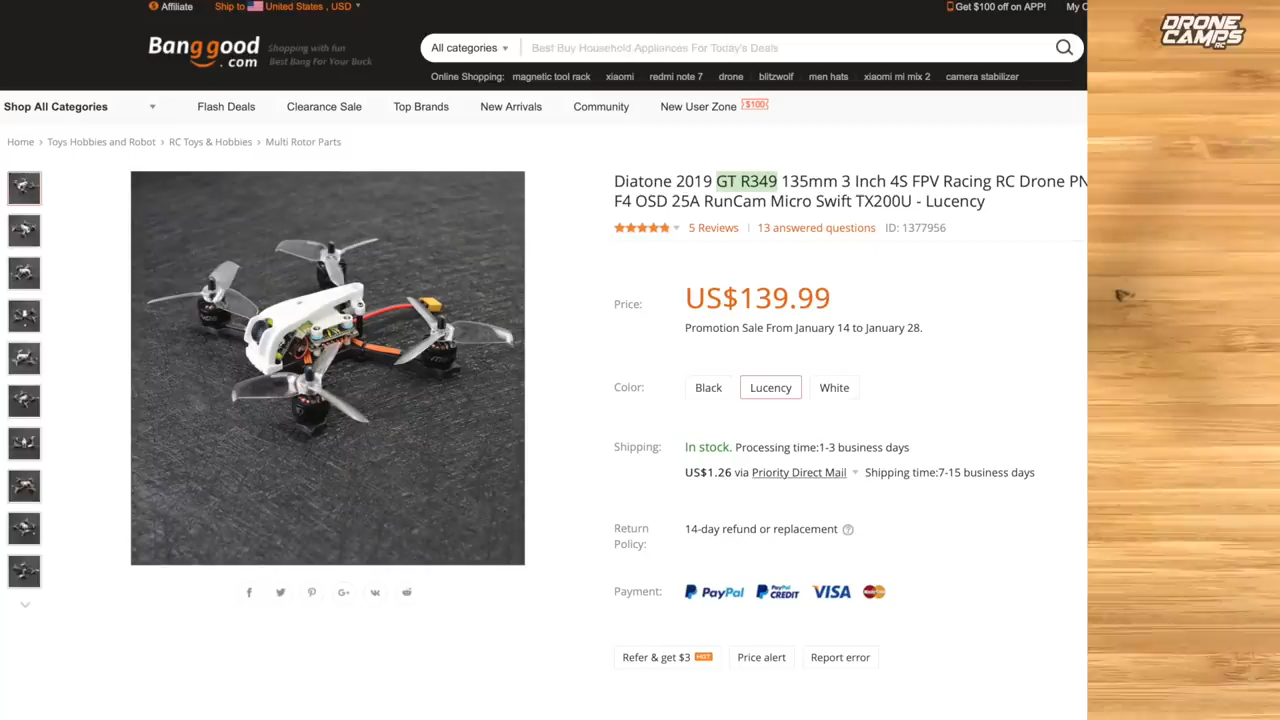 Affiliate
Ship to United States , USD
Get $100 off on APP!
My C
DRONE
CAMPS
RC
Banggood
.com
Shopping with fun
Best Bang For Your Buck
All categories
Best Buy Household Appliances For Today's Deals
Online Shopping: magnetic tool rack xiaomi redmi note 7 drone blitzwolf men hats xiaomi mi mix 2 camera stabilizer
Shop All Categories Flash Deals Clearance Sale Top Brands New Arrivals Community New User Zone $100
Home > Toys Hobbies and Robot > RC Toys & Hobbies > Multi Rotor Parts
Diatone 2019 GT R349 135mm 3 Inch 4S FPV Racing RC Drone PN
F4 OSD 25A RunCam Micro Swift TX200U - Lucency
5 Reviews | 13 answered questions ID: 1377956
Price: US$139.99
Promotion Sale From January 14 to January 28.
Color: Black Lucency White
Shipping: In stock. Processing time:1-3 business days
US$1.26 via Priority Direct Mail Shipping time:7-15 business days
Return
Policy:
14-day refund or replacement ?
Payment: PayPal PayPal CREDIT VISA MasterCard
Refer & get $3 HOT Price alert Report error